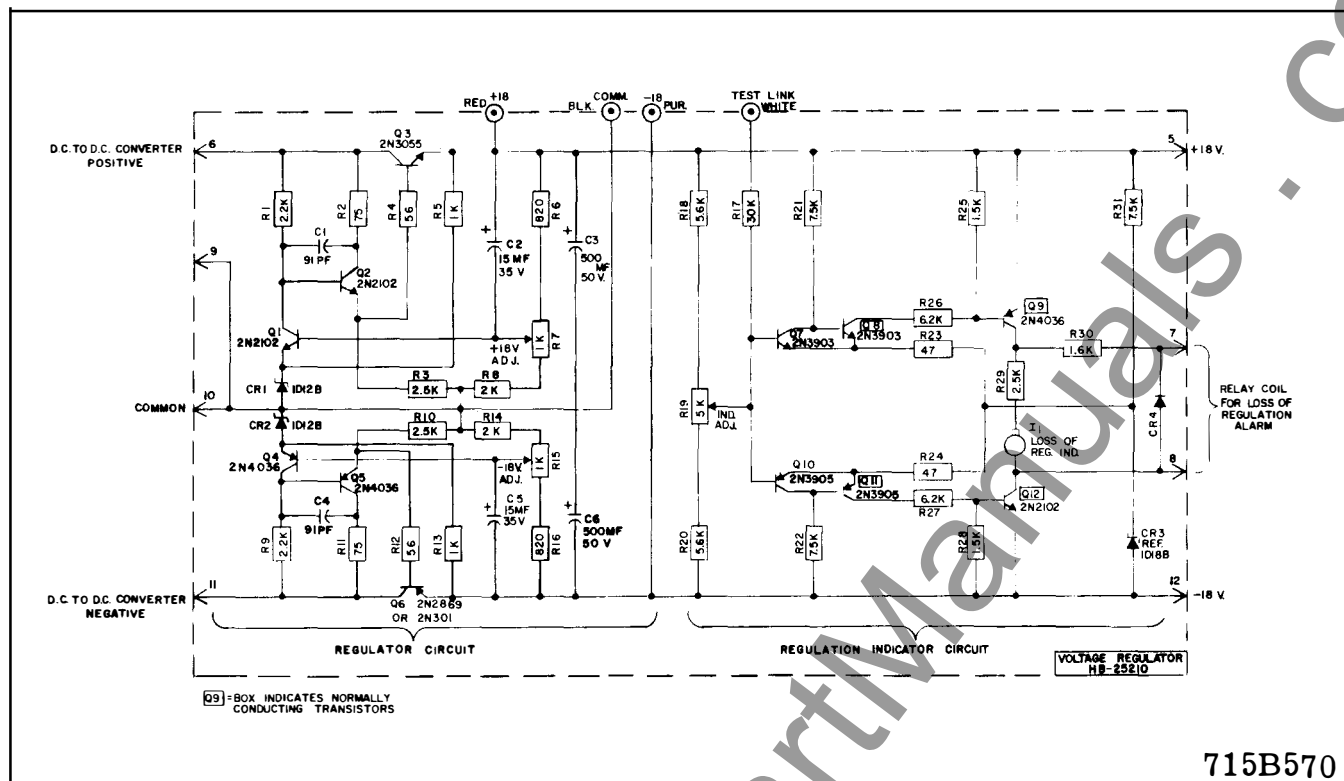 RED +18
COMM.
BLK.
-18
PUR.
TEST LINK
WHITE
D.C. TO D.C. CONVERTER
POSITIVE
6
Q3
2N3055
5
+18 V.
R1
2.2K
R2
75
R4
56
R5
1K
R6
820
C2
15MF
35 V
C3
500
MF
50 V.
R18
5.6K
R17
30K
R21
7.5K
R25
1.5K
R31
7.5K
9
C1
91PF
Q2
2N2102
Q1
2N2102
+18V
ADJ.
R7
1K
Q7
2N3903
Q8
2N3903
R26
6.2K
R23
47
Q9
2N4036
R30
1.6K
7
CR1
1D12B
R3
2.5K
R8
2K
R29
2.5K
COMMON
10
R19
5K
IND.
ADJ.
RELAY COIL
FOR LOSS OF
REGULATION
ALARM
CR4
CR2
1D12B
R10
2.5K
R14
2K
I1
LOSS OF
REG. IND.
Q4
2N4036
Q5
2N4036
-18V.
ADJ.
R15
1K
Q10
2N3905
Q11
2N3905
R24
47
6.2K
R27
Q12
2N2102
8
C4
91PF
C5
15MF
35V
C6
500MF
50 V
R9
2.2K
R11
75
R12
56
R13
1K
R16
820
R20
5.6K
R22
7.5K
R28
1.5K
CR3
REF.
1D18B
11
12
-18 V.
D.C. TO D.C. CONVERTER
NEGATIVE
Q6
2N2869
OR 2N301
REGULATOR CIRCUIT
REGULATION INDICATOR CIRCUIT
VOLTAGE REGULATOR
HB-25210
Q9 = BOX INDICATES NORMALLY
CONDUCTING TRANSISTORS
715B570